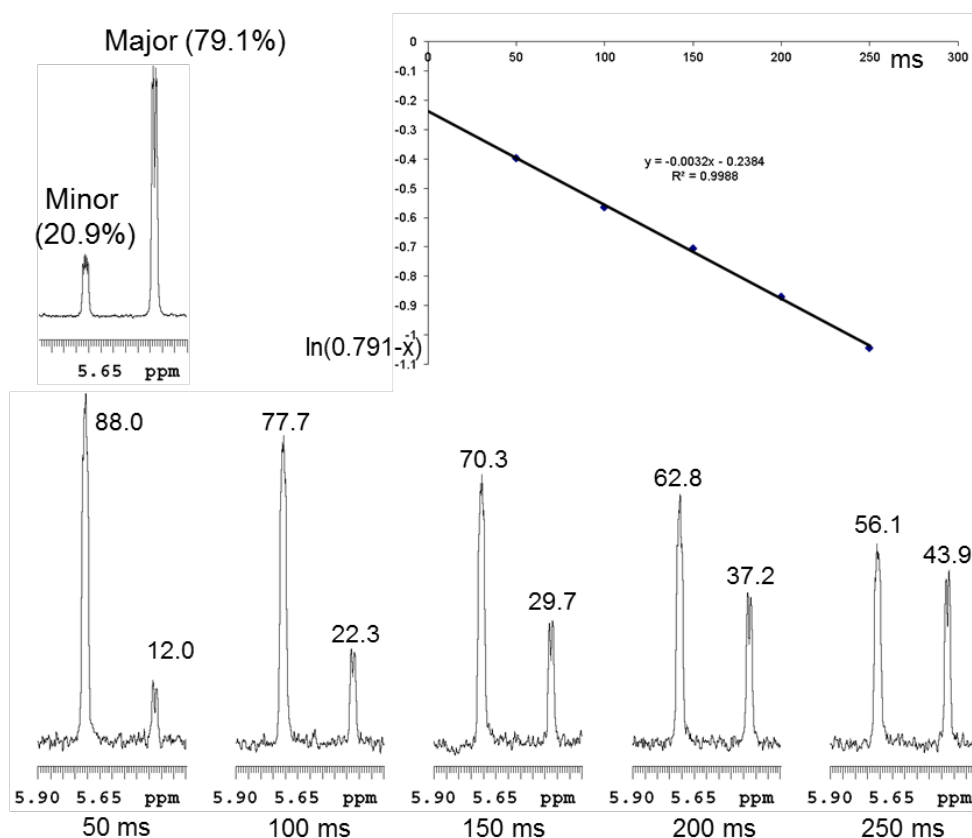 Major (79.1%)
Minor
(20.9%)
5.65 ppm
0
0 50 100 150 200 250 300
ms
-0.1
-0.2
-0.3
-0.4
-0.5
-0.6
-0.7
-0.8
-0.9
-1
-1.1
y = -0.0032x - 0.2384
R² = 0.9988
ln(0.791-x)
88.0
12.0
5.90 5.65 ppm
50 ms
77.7
22.3
5.90 5.65 ppm
100 ms
70.3
29.7
5.90 5.65 ppm
150 ms
62.8
37.2
5.90 5.65 ppm
200 ms
56.1
43.9
5.90 5.65 ppm
250 ms